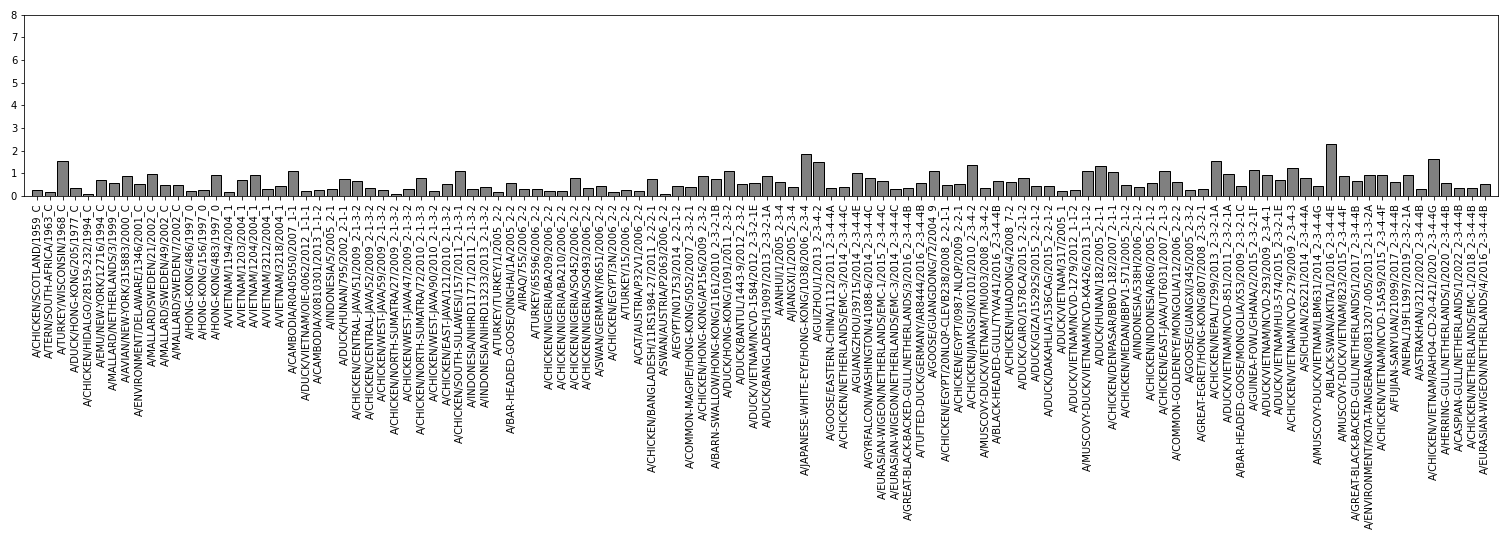 8
7
6
5
4
3
2
1
0
A/CHICKEN/SCOTLAND/1959_C
A/TERN/SOUTH-AFRICA/1963_C
A/TURKEY/WISCONSIN/1968_C
A/DUCK/HONG-KONG/205/1977_C
A/CHICKEN/HIDALGO/28159-232/1994_C
A/EMU/NEW-YORK/12716/1994_C
A/MALLARD/NETHERLANDS/3/1999_C
A/AVIAN/NEW-YORK/31588-3/2000_C
A/ENVIRONMENT/DELAWARE/1346/2001_C
A/MALLARD/SWEDEN/21/2002_C
A/MALLARD/SWEDEN/49/2002_C
A/MALLARD/SWEDEN/7/2002_C
A/HONG-KONG/486/1997_0
A/HONG-KONG/156/1997_0
A/HONG-KONG/483/1997_0
A/VIETNAM/1194/2004_1
A/VIETNAM/1203/2004_1
A/VIETNAM/1204/2004_1
A/VIETNAM/3212/2004_1
A/VIETNAM/3218/2004_1
A/CAMBODIA/R0405050/2007_1-1
A/DUCK/VIETNAM/OIE-0062/2012_1-1
A/CAMBODIA/X0810301/2013_1-1-2
A/INDONESIA/5/2005_2-1
A/DUCK/HUNAN/795/2002_2-1-1
A/CHICKEN/CENTRAL-JAVA/51/2009_2-1-3-2
A/CHICKEN/CENTRAL-JAVA/52/2009_2-1-3-2
A/CHICKEN/WEST-JAVA/59/2009_2-1-3-2
A/CHICKEN/NORTH-SUMATRA/27/2009_2-1-3-2
A/CHICKEN/WEST-JAVA/47/2009_2-1-3-2
A/CHICKEN/NORTH-SUMATRA/72/2010_2-1-3-3
A/CHICKEN/WEST-JAVA/90/2010_2-1-3-2
A/CHICKEN/EAST-JAVA/121/2010_2-1-3-2
A/CHICKEN/SOUTH-SULAWESI/157/2011_2-1-3-1
A/INDONESIA/NIHRD11771/2011_2-1-3-2
A/INDONESIA/NIHRD13233/2013_2-1-3-2
A/TURKEY/TURKEY/1/2005_2-2
A/BAR-HEADED-GOOSE/QINGHAI/1A/2005_2-2
A/IRAQ/755/2006_2-2
A/TURKEY/65596/2006_2-2
A/CHICKEN/NIGERIA/BA209/2006_2-2
A/CHICKEN/NIGERIA/BA210/2006_2-2
A/CHICKEN/NIGERIA/SO452/2006_2-2
A/CHICKEN/NIGERIA/SO493/2006_2-2
A/SWAN/GERMANY/R651/2006_2-2
A/CHICKEN/EGYPT/3N/2006_2-2
A/TURKEY/15/2006_2-2
A/CAT/AUSTRIA/P32V1/2006_2-2
A/SWAN/AUSTRIA/P2063/2006_2-2
A/CHICKEN/BANGLADESH/11RS1984-27/2011_2-2-2-1
A/EGYPT/N01753/2014_2-2-1-2
A/COMMON-MAGPIE/HONG-KONG/5052/2007_2-3-2-1
A/CHICKEN/HONG-KONG/AP156/2009_2-3-2
A/BARN-SWALLOW/HONG-KONG/1161/2010_2-3-2-1B
A/DUCK/HONG-KONG/1091/2011_2-3-2
A/DUCK/BANTUL/1443-9/2012_2-3-2
A/DUCK/VIETNAM/NCVD-1584/2012_2-3-2-1E
A/DUCK/BANGLADESH/19097/2013_2-3-2-1A
A/ANHUI/1/2005_2-3-4
A/JIANGXI/1/2005_2-3-4
A/JAPANESE-WHITE-EYE/HONG-KONG/1038/2006_2-3-4
A/GUIZHOU/1/2013_2-3-4-2
A/GOOSE/EASTERN-CHINA/1112/2011_2-3-4-4A
A/CHICKEN/NETHERLANDS/EMC-3/2014_2-3-4-4C
A/GUANGZHOU/39715/2014_2-3-4-4E
A/GYRFALCON/WASHINGTON/41088-6/2014_2-3-4-4C
A/EURASIAN-WIGEON/NETHERLANDS/EMC-1/2015_2-3-4-4C
A/EURASIAN-WIGEON/NETHERLANDS/EMC-2/2015_2-3-4-4C
A/GREAT-BLACK-BACKED-GULL/NETHERLANDS/3/2016_2-3-4-4B
A/TUFTED-DUCK/GERMANY/AR8444/2016_2-3-4-4B
A/GOOSE/GUANGDONG/72/2004_9
A/CHICKEN/EGYPT/20NLQP-CLEVB238/2008_2-2-1-1
A/CHICKEN/EGYPT/0987-NLQP/2009_2-2-1
A/CHICKEN/JIANGSU/K0101/2010_2-3-4-2
A/MUSCOVY-DUCK/VIETNAM/TMU003/2008_2-3-4-2
A/BLACK-HEADED-GULL/TYVA/41/2016_2-3-4-4B
A/CHICKEN/HUADONG/4/2008_7-2
A/DUCK/GIZA/15292S/2015_2-2-1-2
A/DUCK/DAKAHLIA/1536CAG/2015_2-2-1-2
A/DUCK/VIETNAM/317/2005_1
A/DUCK/VIETNAM/NCVD-1279/2012_1-1-2
A/MUSCOVY-DUCK/VIETNAM/NCVD-KA426/2013_1-1-2
A/DUCK/HUNAN/182/2005_2-1-1
A/CHICKEN/DENPASAR/BBVD-182/2007_2-1-1
A/CHICKEN/MEDAN/BBPV1-571/2005_2-1-2
A/INDONESIA/538H/2006_2-1-2
A/INDONESIA/R60/2005_2-1-2
A/CHICKEN/EAST-JAVA/UT6031/2007_2-1-3
A/COMMON-GOLDENEYE/MONGOLIA/12/2006_2-2-2
A/GOOSE/GUANGXI/345/2005_2-3-2
A/GREAT-EGRET/HONG-KONG/807/2008_2-3-2-1
A/CHICKEN/NEPAL/T299/2013_2-3-2-1A
A/DUCK/VIETNAM/NCVD-851/2011_2-3-2-1A
A/BAR-HEADED-GOOSE/MONGOLIA/X53/2009_2-3-2-1C
A/GUINEA-FOWL/GHANA/2/2015_2-3-2-1F
A/DUCK/VIETNAM/NCVD-293/2009_2-3-4-1
A/DUCK/VIETNAM/HU3-574/2015_2-3-2-1E
A/CHICKEN/VIETNAM/NCVD-279/2009_2-3-4-3
A/SICHUAN/26221/2014_2-3-4-4A
A/MUSCOVY-DUCK/VIETNAM/LBM631/2014_2-3-4-4G
A/BLACK-SWAN/AKITA/1/2016_2-3-4-4E
A/MUSCOVY-DUCK/VIETNAM/823/2015_2-3-4-4B
A/GREAT-BLACK-BACKED-GULL/NETHERLANDS/1/2017_2-3-4-4B
A/ENVIRONMENT/KOTA-TANGERANG/08132007-005/2013_2-1-3-2A
A/CHICKEN/VIETNAM/NCVD-15A59/2015_2-3-4-4F
A/FUJIAN-SANYUAN/21099/2017_2-3-4-4B
A/NEPAL/19FL1997/2019_2-3-2-1A
A/ASTRAKHAN/3212/2020_2-3-4-4B
A/CHICKEN/VIETNAM/RAHO4-CD-20-421/2020_2-3-4-4G
A/HERRING-GULL/NETHERLANDS/1/2022_2-3-4-4B
A/CASPIAN-GULL/NETHERLANDS/1/2022_2-3-4-4B
A/CHICKEN/NETHERLANDS/EMC-1/2018_2-3-4-4B
A/EURASIAN-WIGEON/NETHERLANDS/4/2016_2-3-4-4B